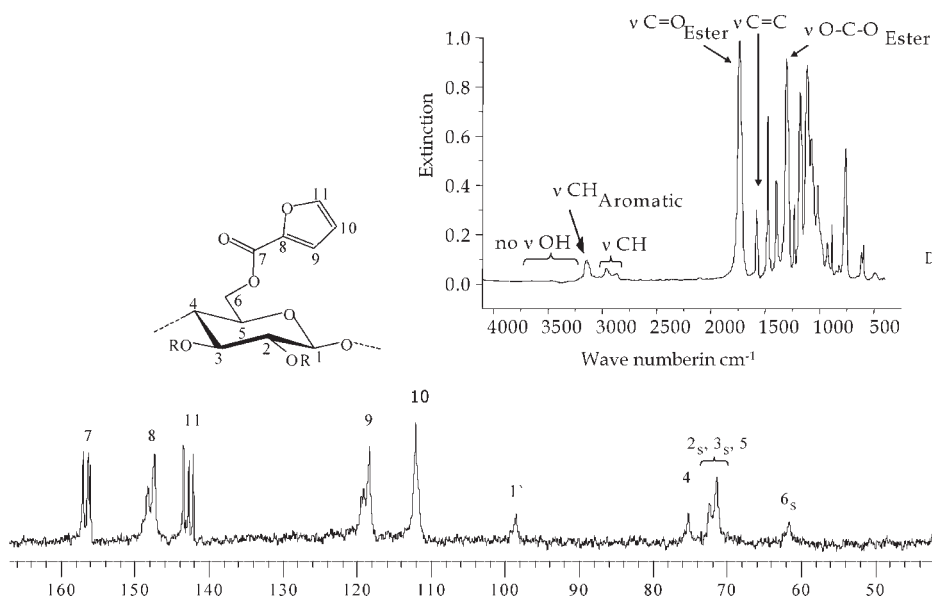 ν C=O Ester ν C=C ν O-C-O Ester
1.0
0.8
0.6
0.4
0.2
0.0
Extinction
ν CH Aromatic
no ν OH ν CH
4000 3500 3000 2500 2000 1500 1000 500
Wave numberin cm-1
D
11
O
10
8
9
O
7
O
6
4
O
5
RO
3
2
OR
1
O
7 8 11 9 10 1` 4 2s, 3s, 5 6s
160 150 140 130 120 110 100 90 80 70 60 50